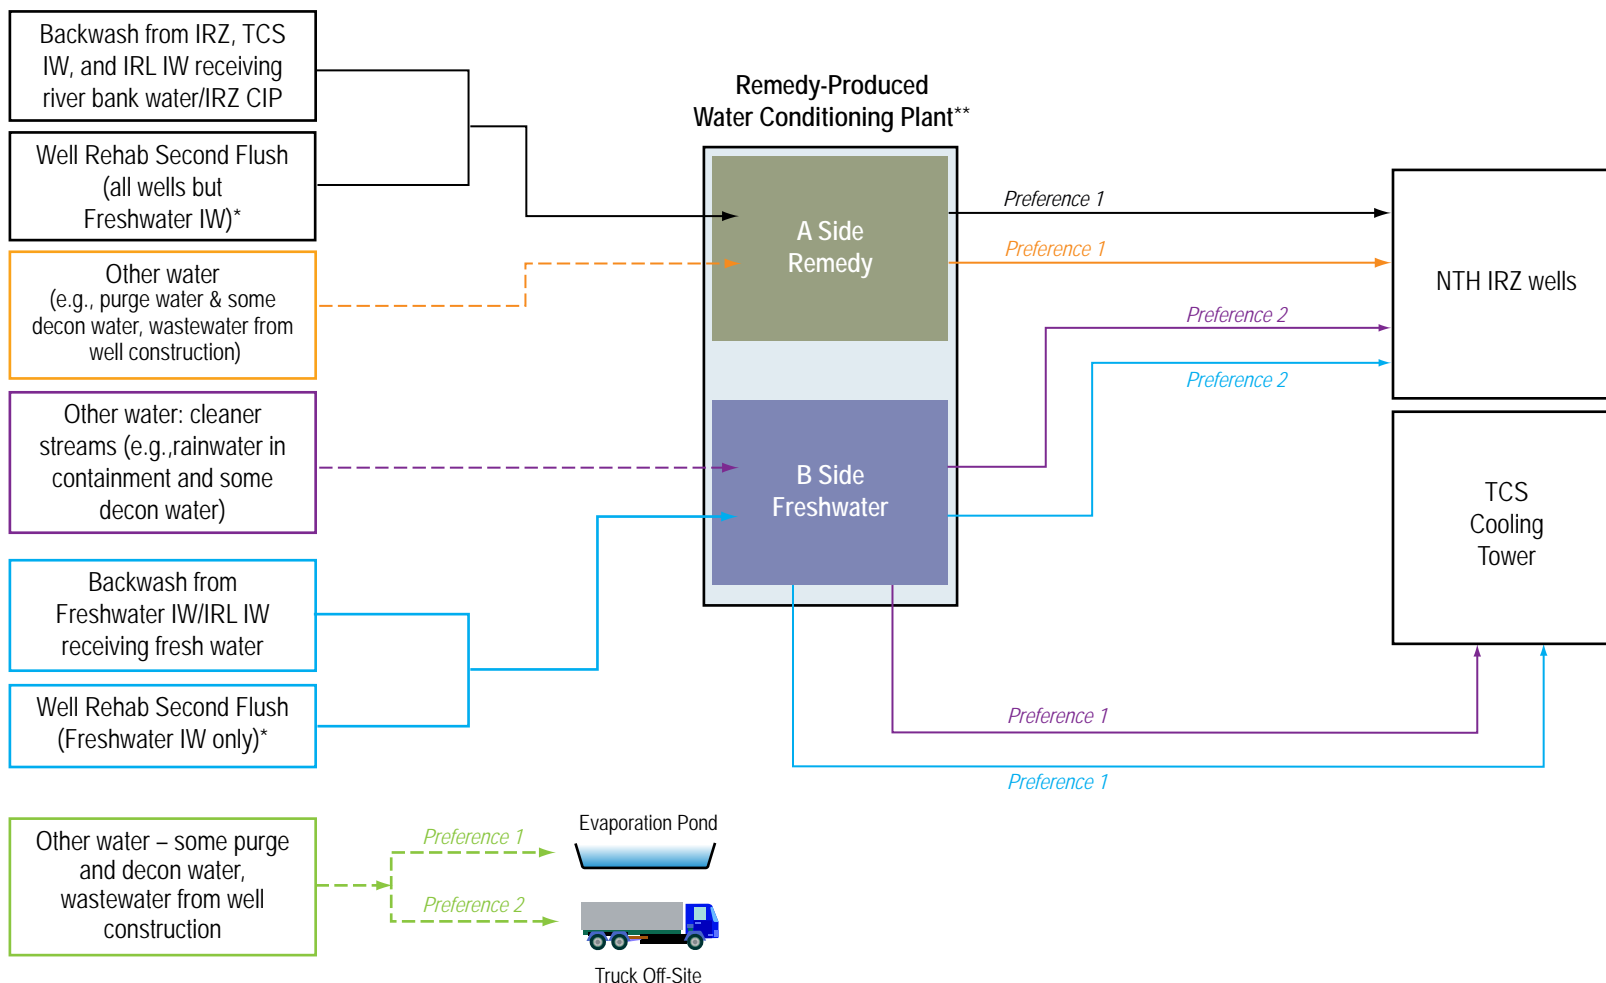 Backwash from IRZ, TCS
IW, and IRL IW receiving
river bank water/IRZ CIP
Well Rehab Second Flush
(all wells but
Freshwater IW)*
Other water
(e.g., purge water & some
decon water, wastewater from
well construction)
Other water: cleaner
streams (e.g.,rainwater in
containment and some
decon water)
Backwash from
Freshwater IW/IRL IW
receiving fresh water
Well Rehab Second Flush
(Freshwater IW only)*
Other water – some purge
and decon water,
wastewater from well
construction
Remedy-Produced
Water Conditioning Plant**
A Side
Remedy
B Side
Freshwater
Preference 1
Preference 1
Preference 2
Preference 2
Preference 1
Preference 1
NTH IRZ wells
TCS
Cooling
Tower
Preference 1
Preference 2
Evaporation Pond
Truck Off-Site